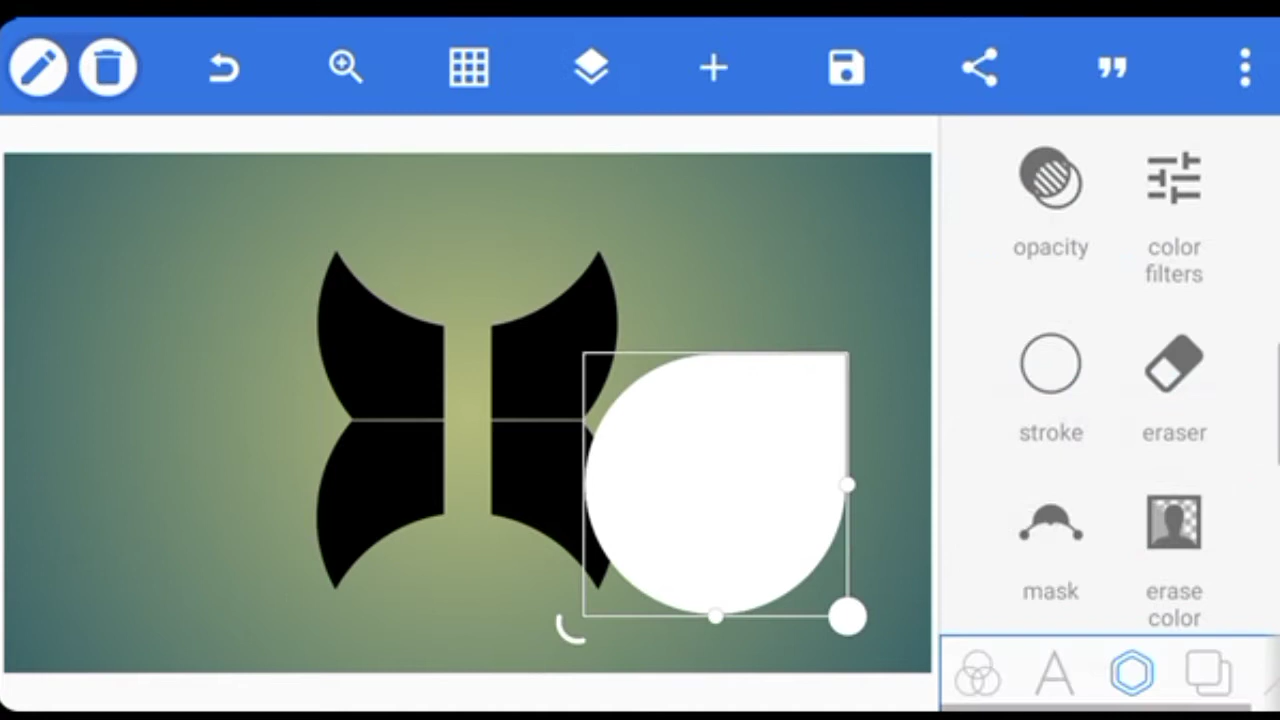 opacity
color
filters
stroke
eraser
mask
erase
color